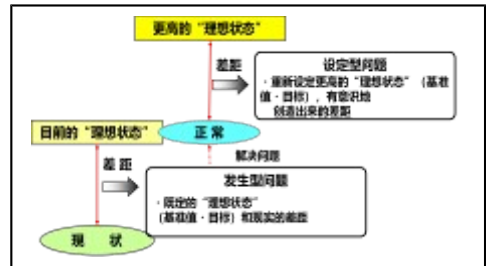 更高的“理想状态”
差距
设定型问题
·重新设定更高的“理想状态”（基准
值·目标），有意识地
创造出来的差距
目前的“理想状态”
正常
解决问题
差距
发生型问题
·既定的“理想状态”
（基准值·目标）和现实的差距
现 状